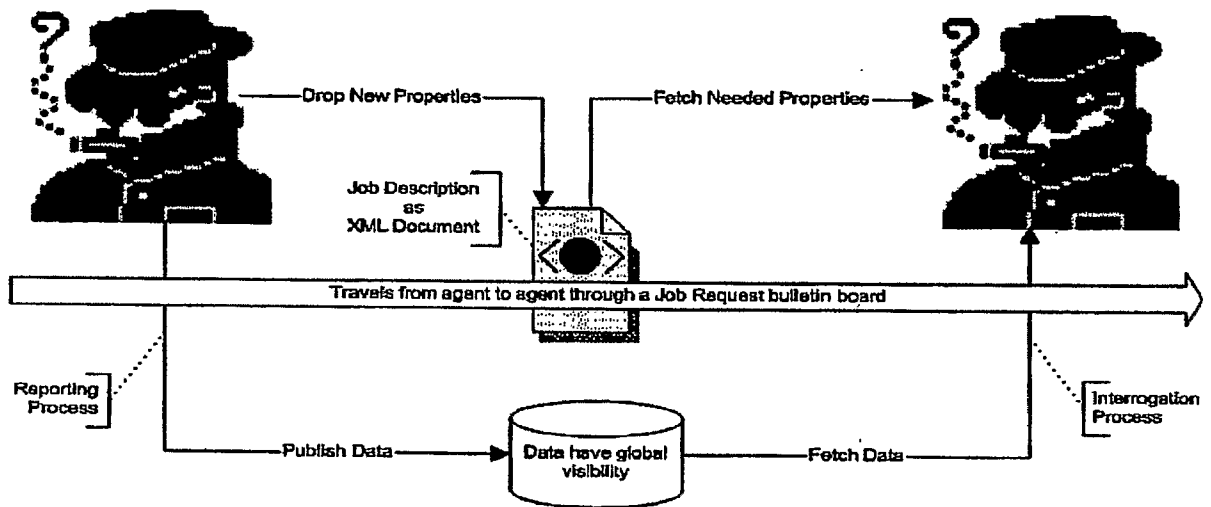 Drop New Properties
Fetch Needed Properties
Job Description
as
XML Document
Travels from agent to agent through a Job Request bulletin board
Reporting
Process
Interrogation
Process
Publish Data
Data have global
visibility
Fetch Data